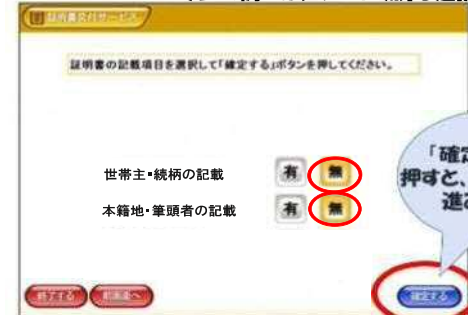 証明書交付サービス
証明書の記載項目を選択して「確定する」ボタンを押してください。
世帯主・続柄の記載 有 無
本籍地・筆頭者の記載 有 無
「確定
押すと、
進
終了する 前画面へ 確定する